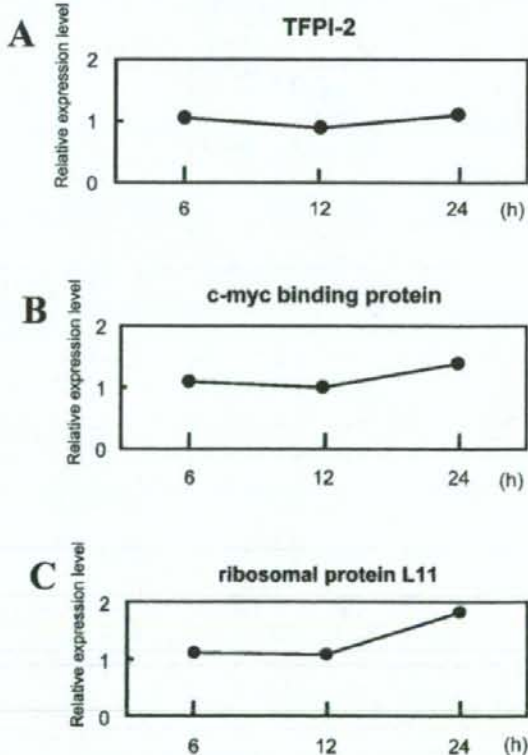 A
TFPI-2
Relative expression level
2
1
0
6 12 24 (h)
B
c-myc binding protein
Relative expression level
2
1
0
6 12 24 (h)
C
ribosomal protein L11
Relative expression level
2
1
0
6 12 24 (h)